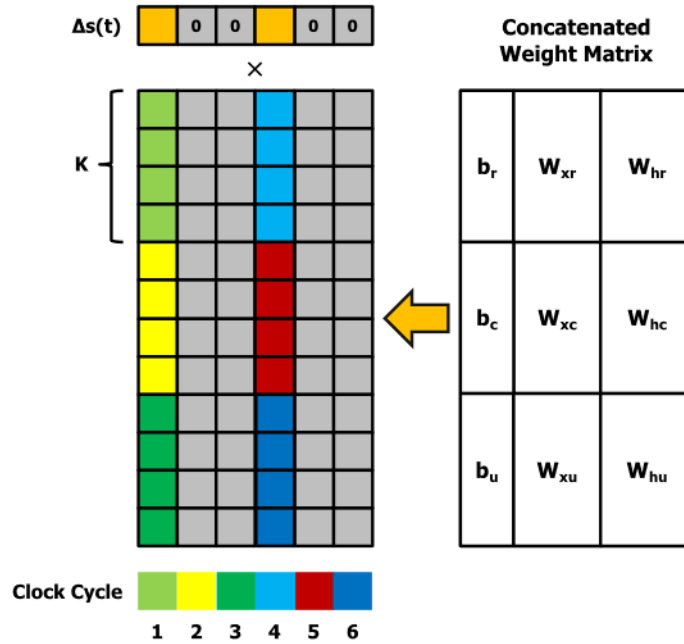 Δs(t) 0 0 0 0
×
K
Concatenated
Weight Matrix
b_r W_xr W_hr
b_c W_xc W_hc
b_u W_xu W_hu
Clock Cycle
1 2 3 4 5 6